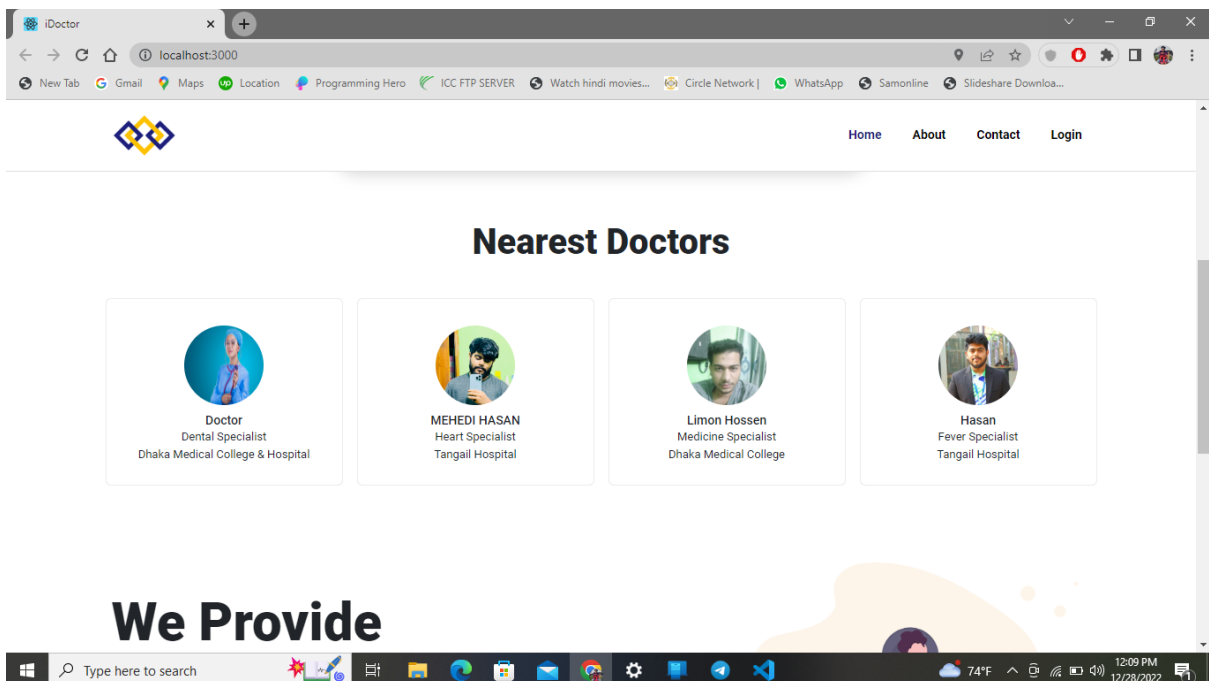 iDoctor
localhost:3000
New Tab Gmail Maps Location Programming Hero ICC FTP SERVER Watch hindi movies... Circle Network | WhatsApp Samonline Slideshare Downloa...
Home About Contact Login
Nearest Doctors
Doctor
Dental Specialist
Dhaka Medical College & Hospital
MEHEDI HASAN
Heart Specialist
Tangail Hospital
Limon Hossen
Medicine Specialist
Dhaka Medical College
Hasan
Fever Specialist
Tangail Hospital
We Provide
Type here to search
74°F
12:09 PM
12/28/2022
1